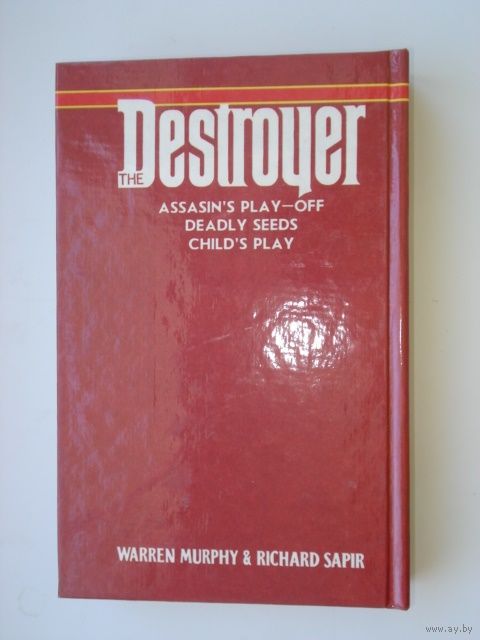 THE Destroyer
ASSASIN'S PLAY—OFF
DEADLY SEEDS
CHILD'S PLAY
WARREN MURPHY & RICHARD SAPIR
www.ay.by